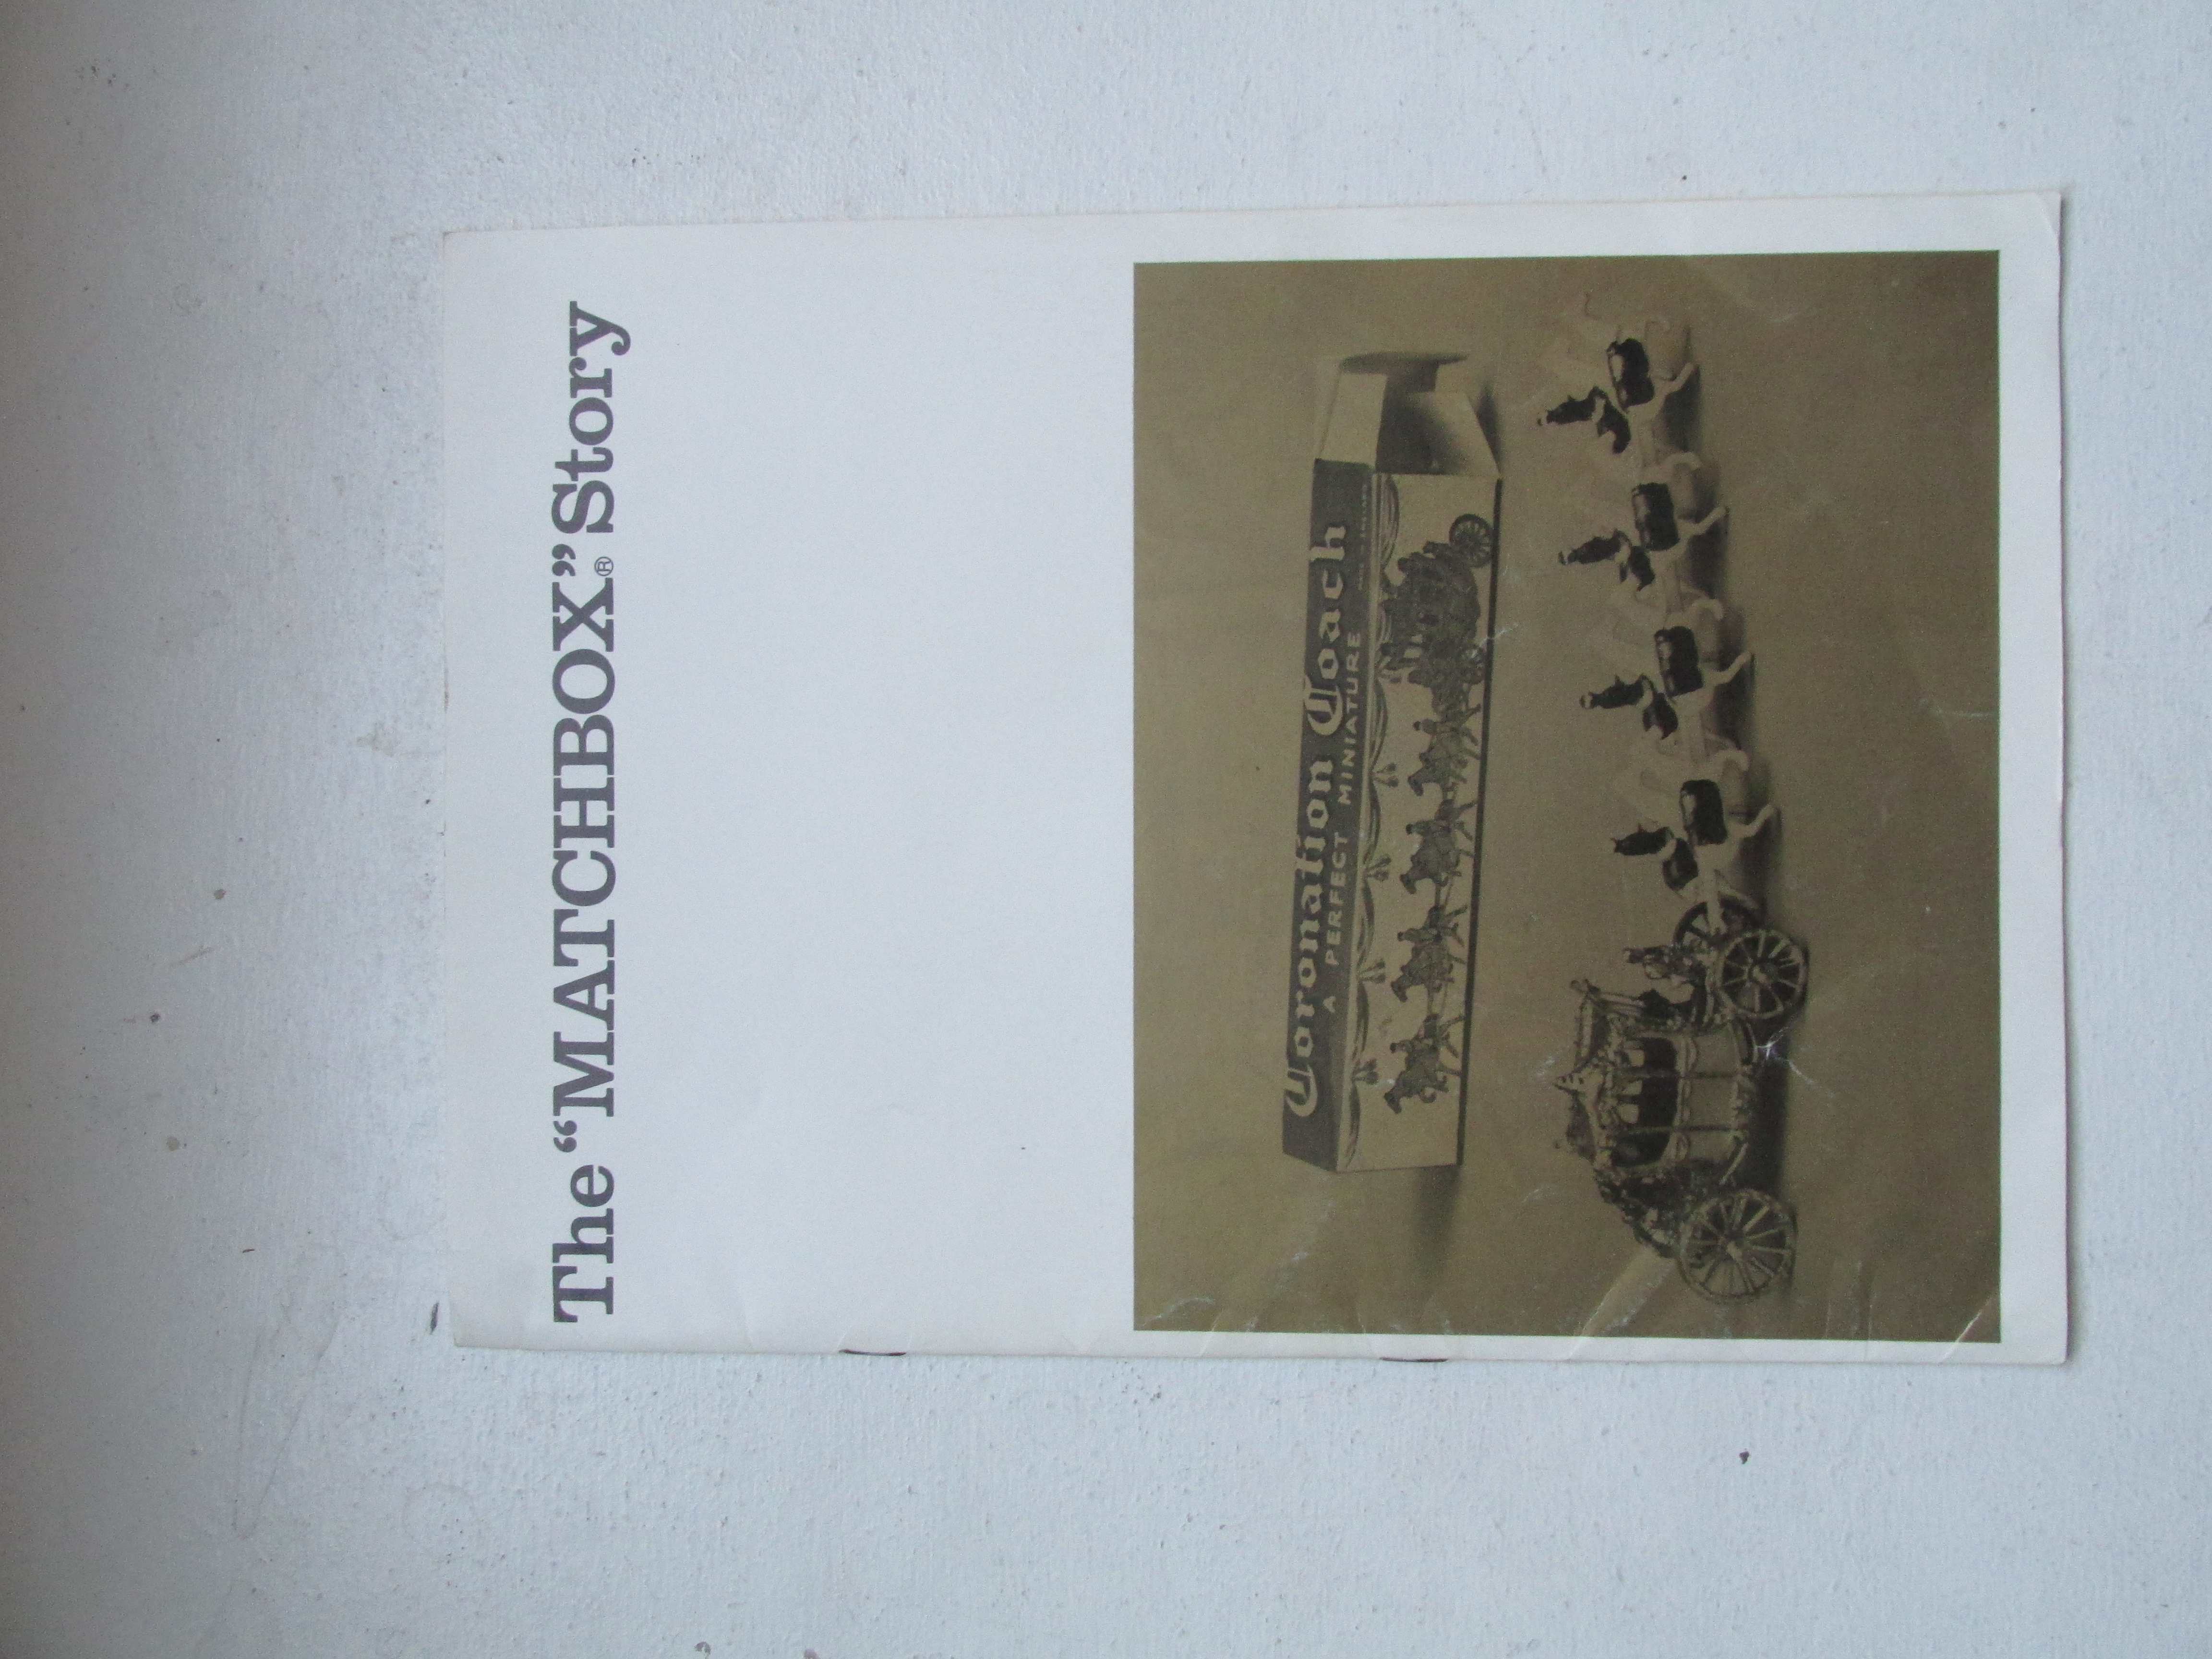 The “MATCHBOX”® Story
Coronation Coach
A PERFECT MINIATURE